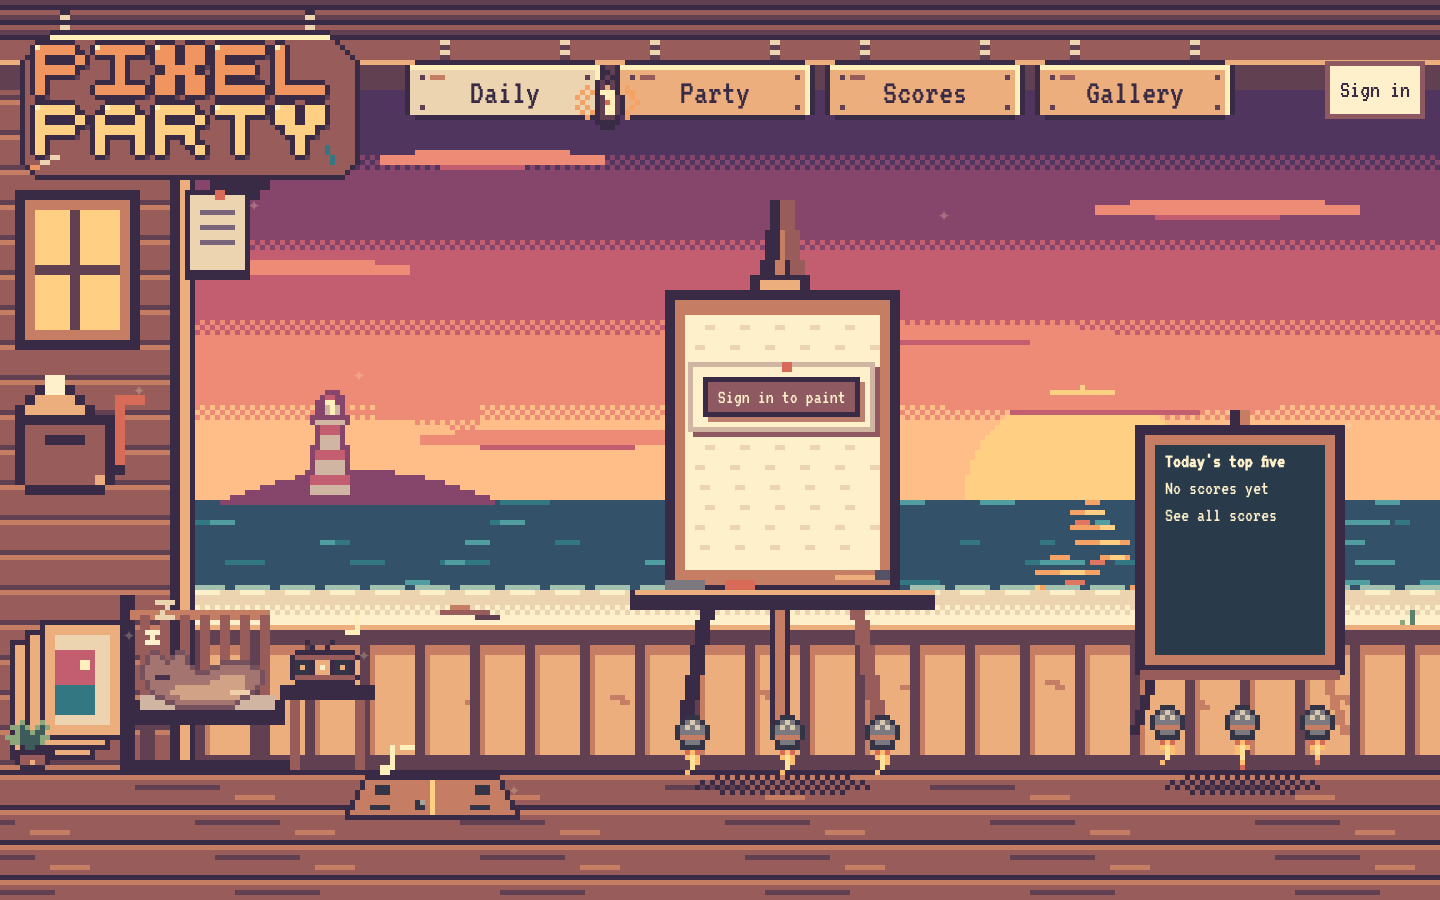 PIXEL
PARTY
Daily
Party
Scores
Gallery
Sign in
Sign in to paint
Today's top five
No scores yet
See all scores